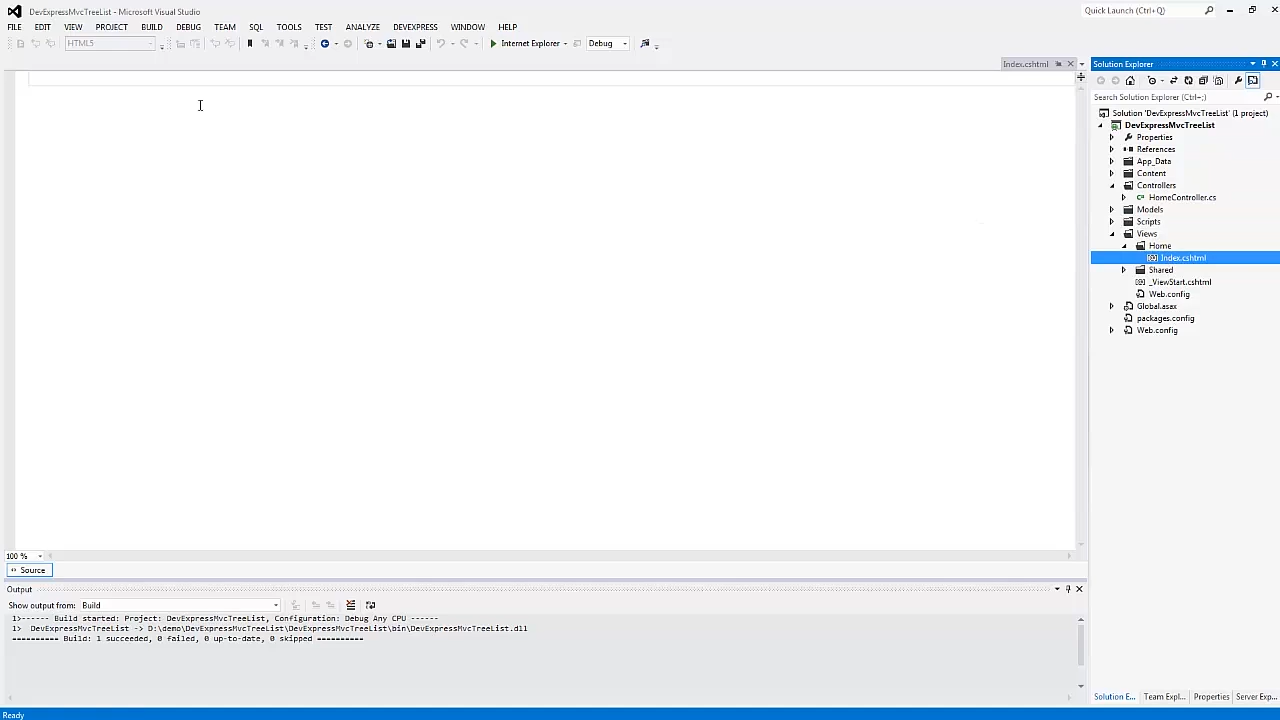 DevExpressMvcTreeList - Microsoft Visual Studio
Quick Launch (Ctrl+Q)
FILE EDIT VIEW PROJECT BUILD DEBUG TEAM SQL TOOLS TEST ANALYZE DEVEXPRESS WINDOW HELP
HTML5 Internet Explorer Debug
Index.cshtml
Solution Explorer
Search Solution Explorer (Ctrl+;)
Solution 'DevExpressMvcTreeList' (1 project)
DevExpressMvcTreeList
Properties
References
App_Data
Content
Controllers
HomeController.cs
Models
Scripts
Views
Home
Index.cshtml
Shared
_ViewStart.cshtml
Web.config
Global.asax
packages.config
Web.config
100 %
Source
Output
Show output from: Build
1>------ Build started: Project: DevExpressMvcTreeList, Configuration: Debug Any CPU ------
1> DevExpressMvcTreeList -> D:\demo\DevExpressMvcTreeList\DevExpressMvcTreeList\bin\DevExpressMvcTreeList.dll
========== Build: 1 succeeded, 0 failed, 0 up-to-date, 0 skipped ==========
Solution E... Team Expl... Properties Server Exp...
Ready